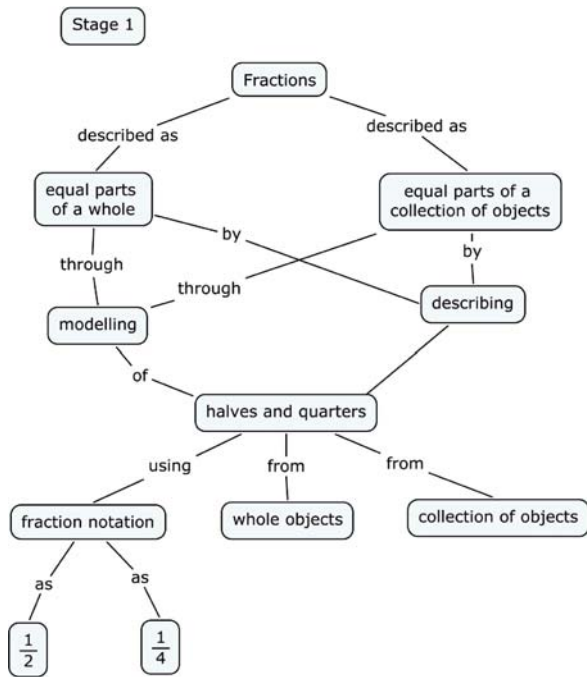 Stage 1
Fractions
described as
described as
equal parts
of a whole
equal parts of a
collection of objects
by
by
through
through
modelling
describing
of
halves and quarters
using
from
from
fraction notation
whole objects
collection of objects
as
as
1/2
1/4